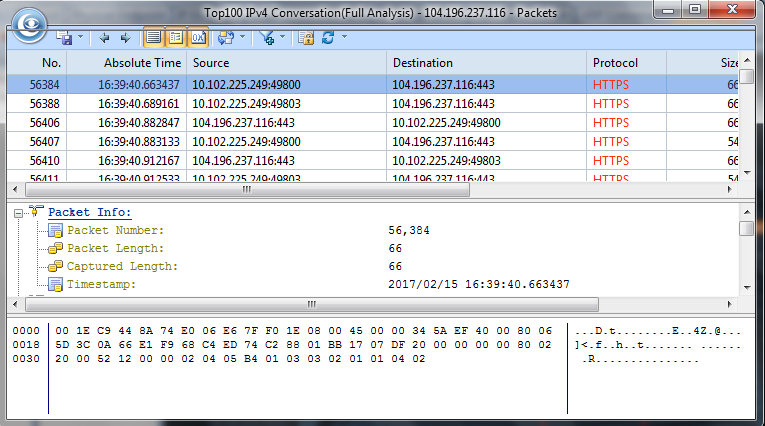 Top100 IPv4 Conversation(Full Analysis) - 104.196.237.116 - Packets
No. Absolute Time Source Destination Protocol Size
56384 16:39:40.663437 10.102.225.249:49800 104.196.237.116:443 HTTPS 66
56388 16:39:40.689161 10.102.225.249:49803 104.196.237.116:443 HTTPS 66
56406 16:39:40.882847 104.196.237.116:443 10.102.225.249:49800 HTTPS 66
56407 16:39:40.883133 10.102.225.249:49800 104.196.237.116:443 HTTPS 54
56410 16:39:40.912167 104.196.237.116:443 10.102.225.249:49803 HTTPS 66
56411 16:39:40.912533 10.102.225.249:49803 104.196.237.116:443 HTTPS 54
Packet Info:
Packet Number: 56,384
Packet Length: 66
Captured Length: 66
Timestamp: 2017/02/15 16:39:40.663437
0000 00 1E C9 44 8A 74 E0 06 E6 7F F0 1E 08 00 45 00 00 34 5A EF 40 00 80 06 ...D.t........E..4Z.@...
0018 5D 3C 0A 66 E1 F9 68 C4 ED 74 C2 88 01 BB 17 07 DF 20 00 00 00 00 80 02 ]<.f..h..t....... ......
0030 20 00 52 12 00 00 02 04 05 B4 01 03 03 02 01 01 04 02 .R...............